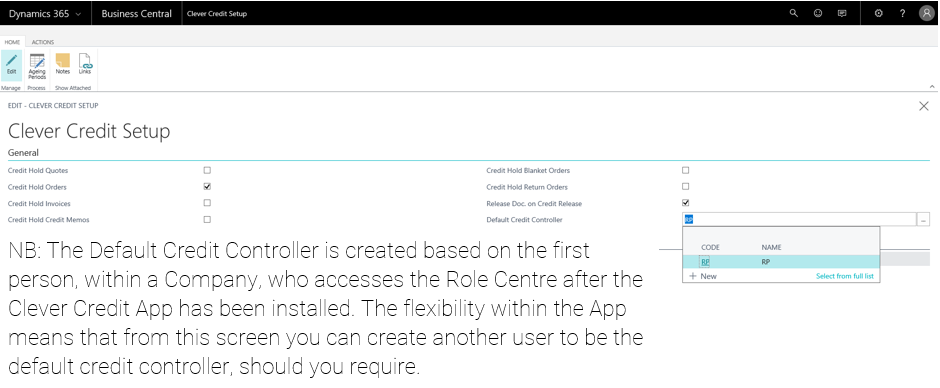 Dynamics 365 Business Central Clever Credit Setup ?
HOME ACTIONS
Edit Ageing Periods Notes Links
Manage Process Show Attached
EDIT - CLEVER CREDIT SETUP
Clever Credit Setup
General
Credit Hold Quotes Credit Hold Blanket Orders
Credit Hold Orders Credit Hold Return Orders
Credit Hold Invoices Release Doc. on Credit Release
Credit Hold Credit Memos Default Credit Controller RP ...
CODE NAME
RP RP
+ New Select from full list
NB: The Default Credit Controller is created based on the first
person, within a Company, who accesses the Role Centre after the
Clever Credit App has been installed. The flexibility within the App
means that from this screen you can create another user to be the
default credit controller, should you require.